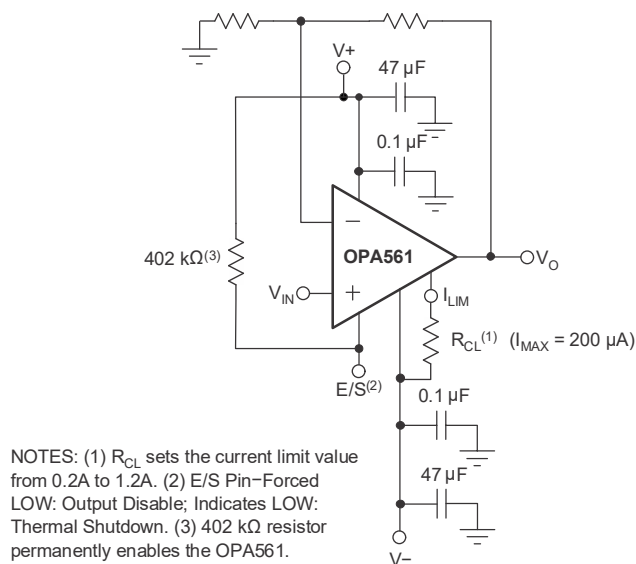 V+
47 µF
0.1 µF
−
OPA561
402 kΩ(3)
VO
VIN
+
ILIM
RCL(1) (IMAX = 200 µA)
E/S(2)
0.1 µF
47 µF
V−
NOTES: (1) RCL sets the current limit value
from 0.2A to 1.2A. (2) E/S Pin−Forced
LOW: Output Disable; Indicates LOW:
Thermal Shutdown. (3) 402 kΩ resistor
permanently enables the OPA561.